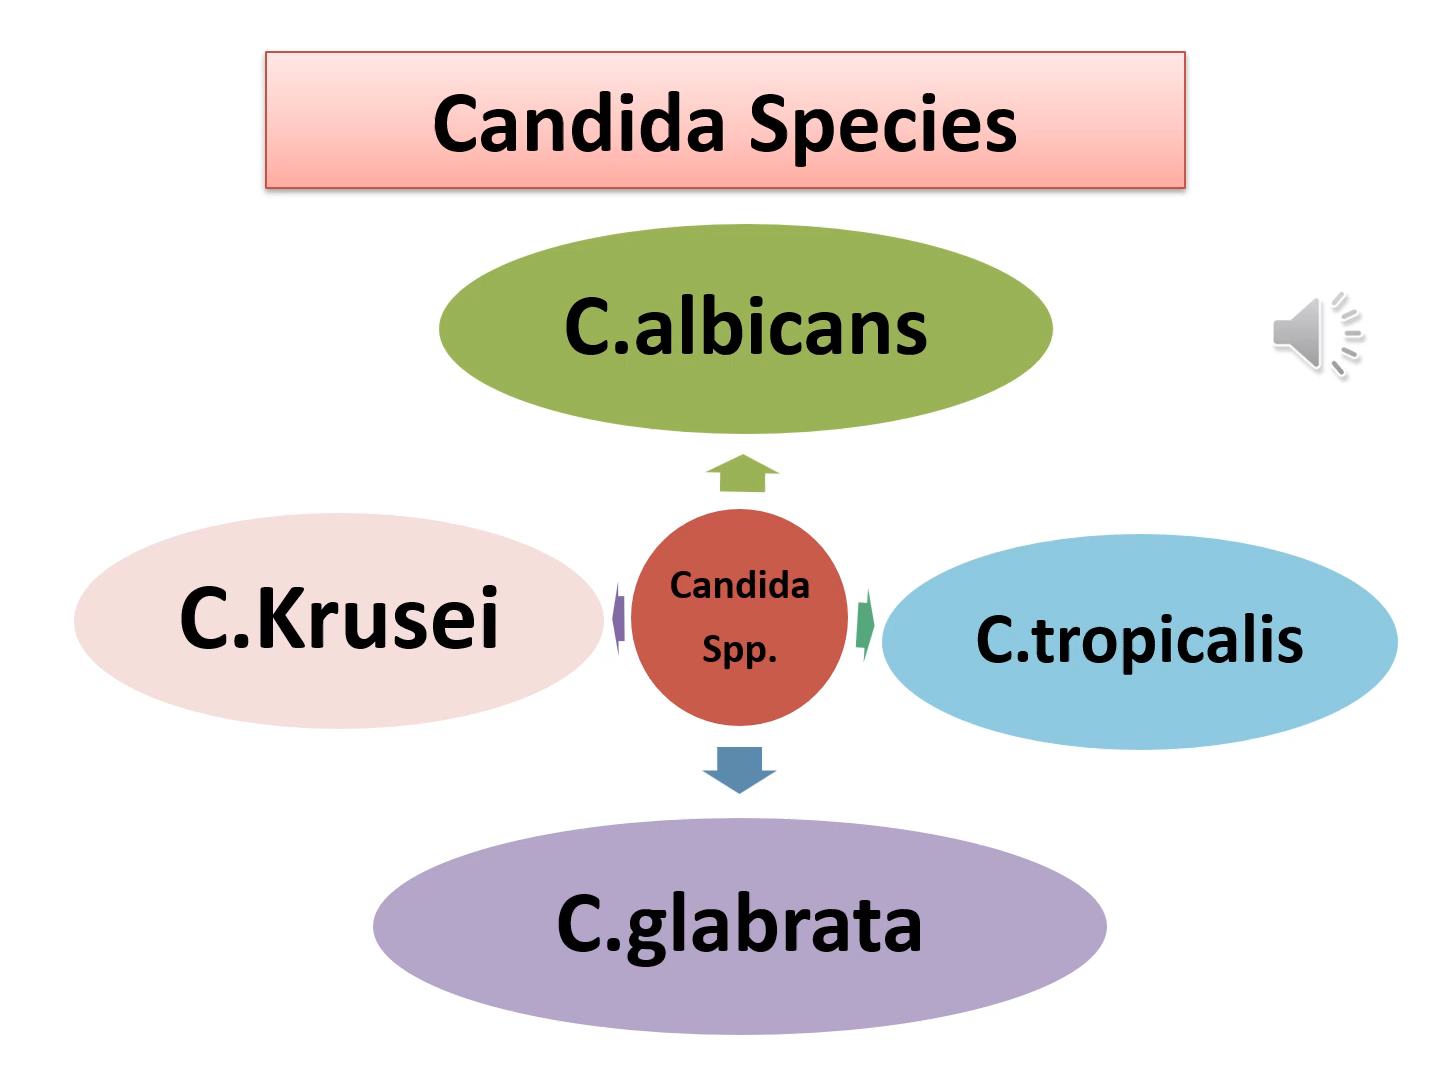 Candida Species
C.albicans
C.Krusei
Candida
Spp.
C.tropicalis
C.glabrata